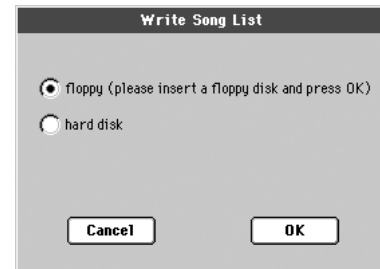 Write Song List
floppy (please insert a floppy disk and press OK)
hard disk
Cancel OK